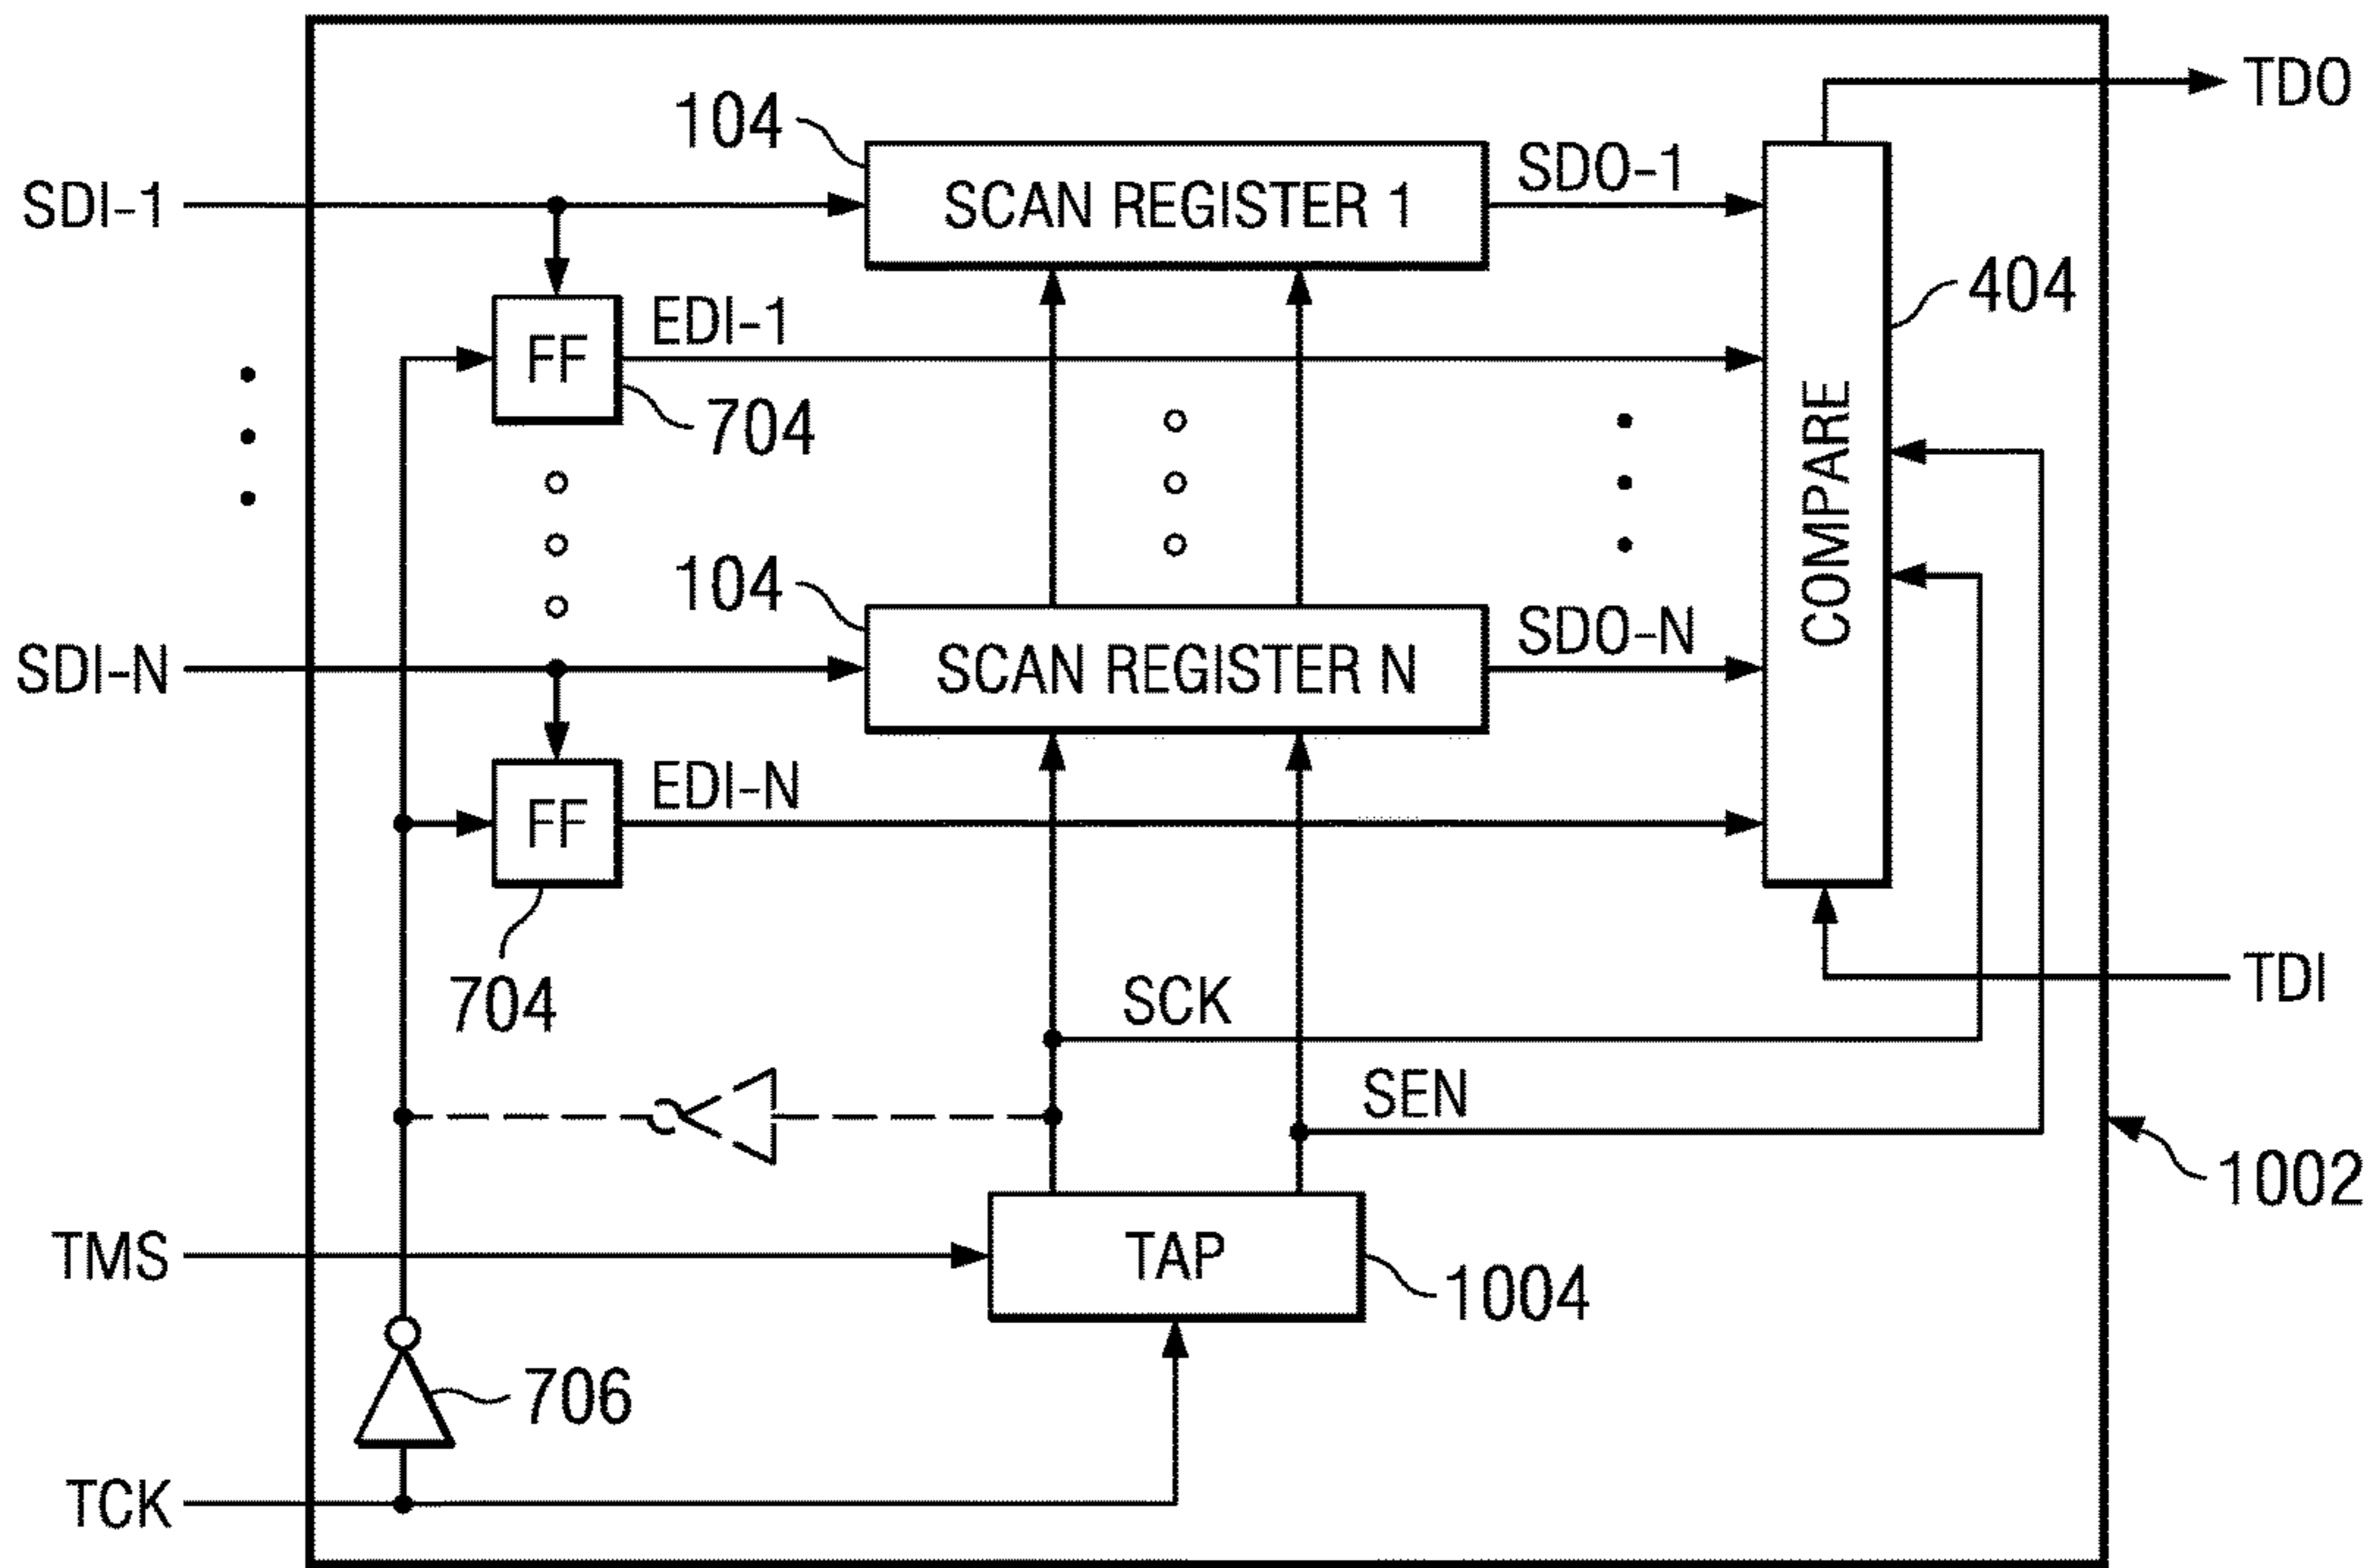 TDO
104
SDI-1
SCAN REGISTER 1
SDO-1
404
FF
EDI-1
704
COMPARE
104
SDI-N
SCAN REGISTER N
SDO-N
FF
EDI-N
704
TDI
SCK
SEN
1002
TMS
TAP
1004
706
TCK